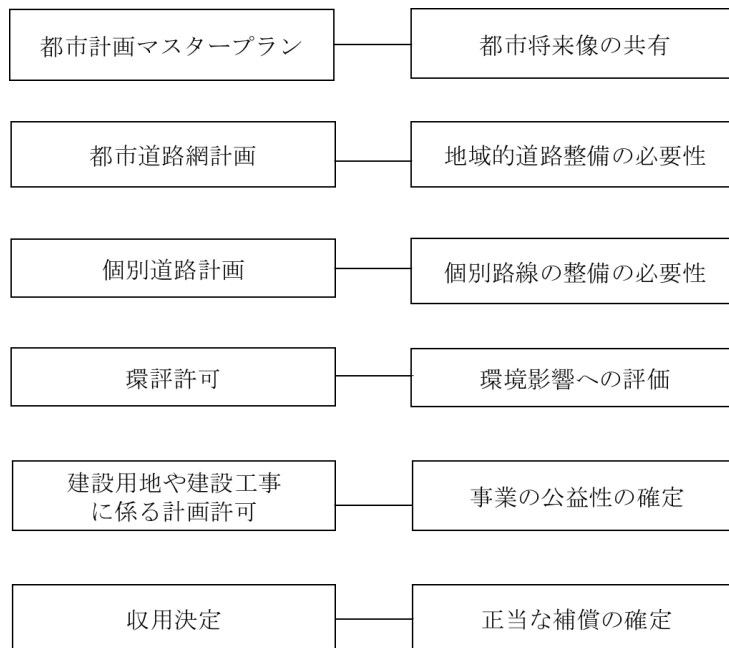 都市計画マスタープラン
都市将来像の共有
都市道路網計画
地域的道路整備の必要性
個別道路計画
個別路線の整備の必要性
環評許可
環境影響への評価
建設用地や建設工事
に係る計画許可
事業の公益性の確定
収用決定
正当な補償の確定